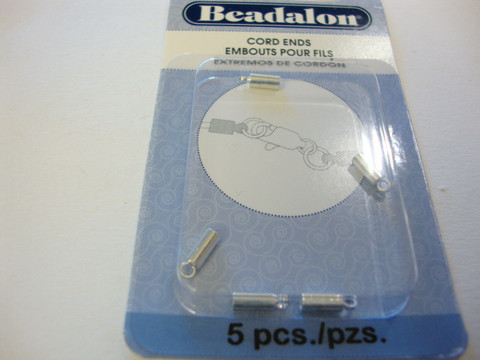 Beadalon
CORD ENDS
EMBOUTS POUR FILS
EXTREMOS DE CORDÓN
5 pcs./pzs.